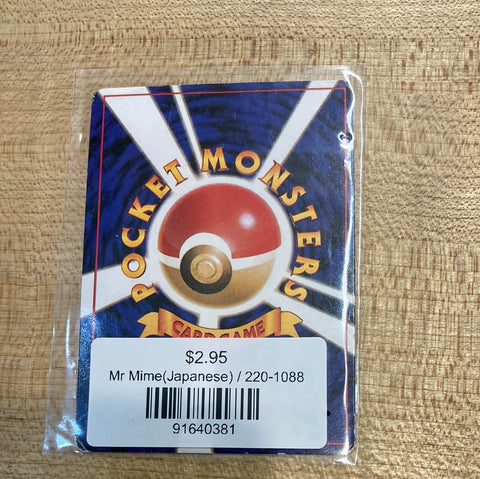 POCKET MONSTERS
CARD GAME
$2.95
Mr Mime(Japanese) / 220-1088
91640381